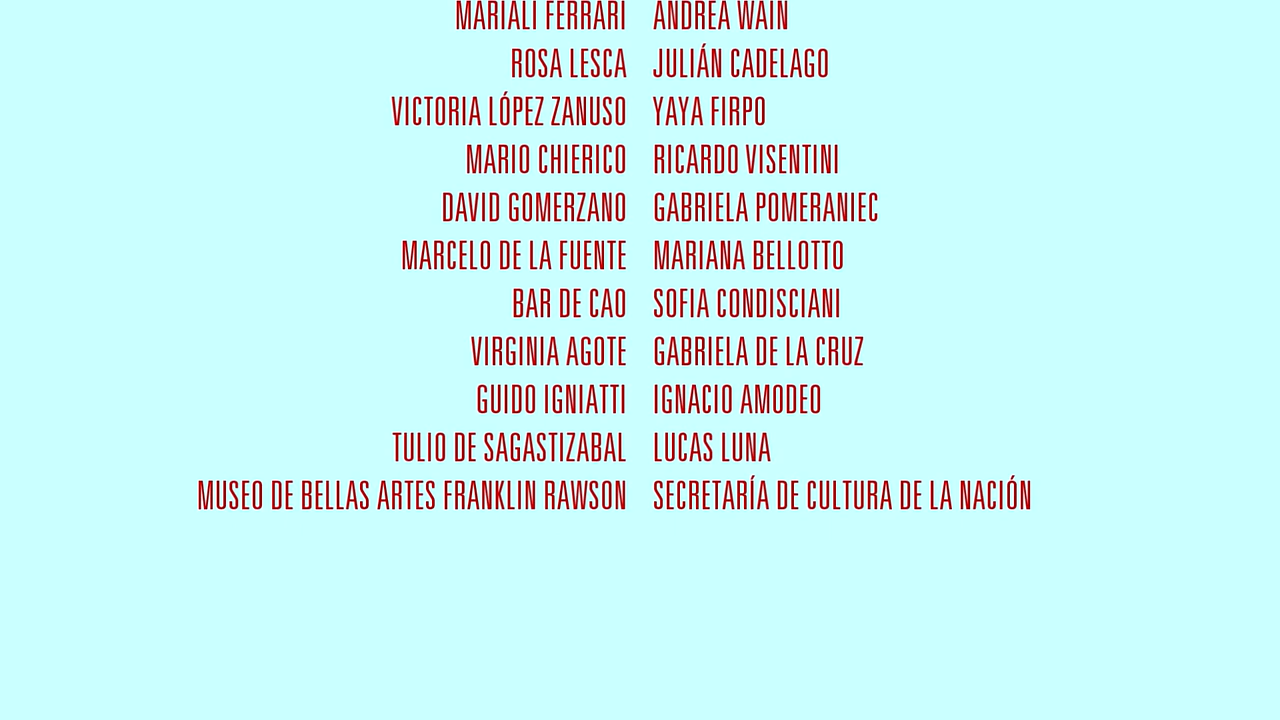 MARIALI FERRARI ANDREA WAIN
ROSA LESCA JULIÁN CADELAGO
VICTORIA LÓPEZ ZANUSO YAYA FIRPO
MARIO CHIERICO RICARDO VISENTINI
DAVID GOMERZANO GABRIELA POMERANIEC
MARCELO DE LA FUENTE MARIANA BELLOTTO
BAR DE CAO SOFIA CONDISCIANI
VIRGINIA AGOTE GABRIELA DE LA CRUZ
GUIDO IGNIATTI IGNACIO AMODEO
TULIO DE SAGASTIZABAL LUCAS LUNA
MUSEO DE BELLAS ARTES FRANKLIN RAWSON SECRETARÍA DE CULTURA DE LA NACIÓN